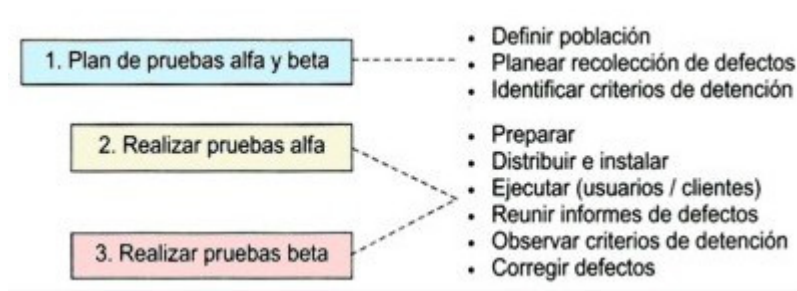 1. Plan de pruebas alfa y beta
• Definir población
• Planear recolección de defectos
• Identificar criterios de detención
2. Realizar pruebas alfa
3. Realizar pruebas beta
• Preparar
• Distribuir e instalar
• Ejecutar (usuarios / clientes)
• Reunir informes de defectos
• Observar criterios de detención
• Corregir defectos